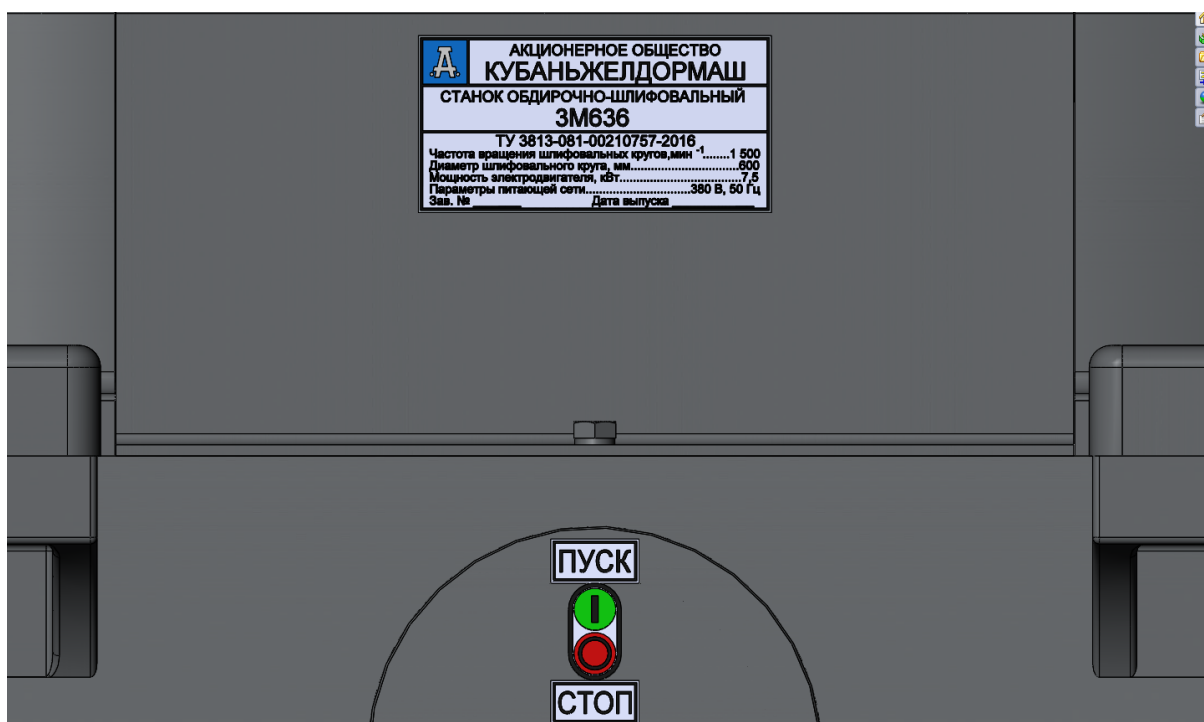 АКЦИОНЕРНОЕ ОБЩЕСТВО
КУБАНЬЖЕЛДОРМАШ
СТАНОК ОБДИРОЧНО-ШЛИФОВАЛЬНЫЙ
3М636
ТУ 3813-081-00210757-2016
Частота вращения шлифовальных кругов,мин -1........1 500
Диаметр шлифовального круга, мм................................600
Мощность электродвигателя, кВт....................................7,5
Параметры питающей сети...............................380 В, 50 Гц
Зав. № ________ Дата выпуска ______________
ПУСК
СТОП